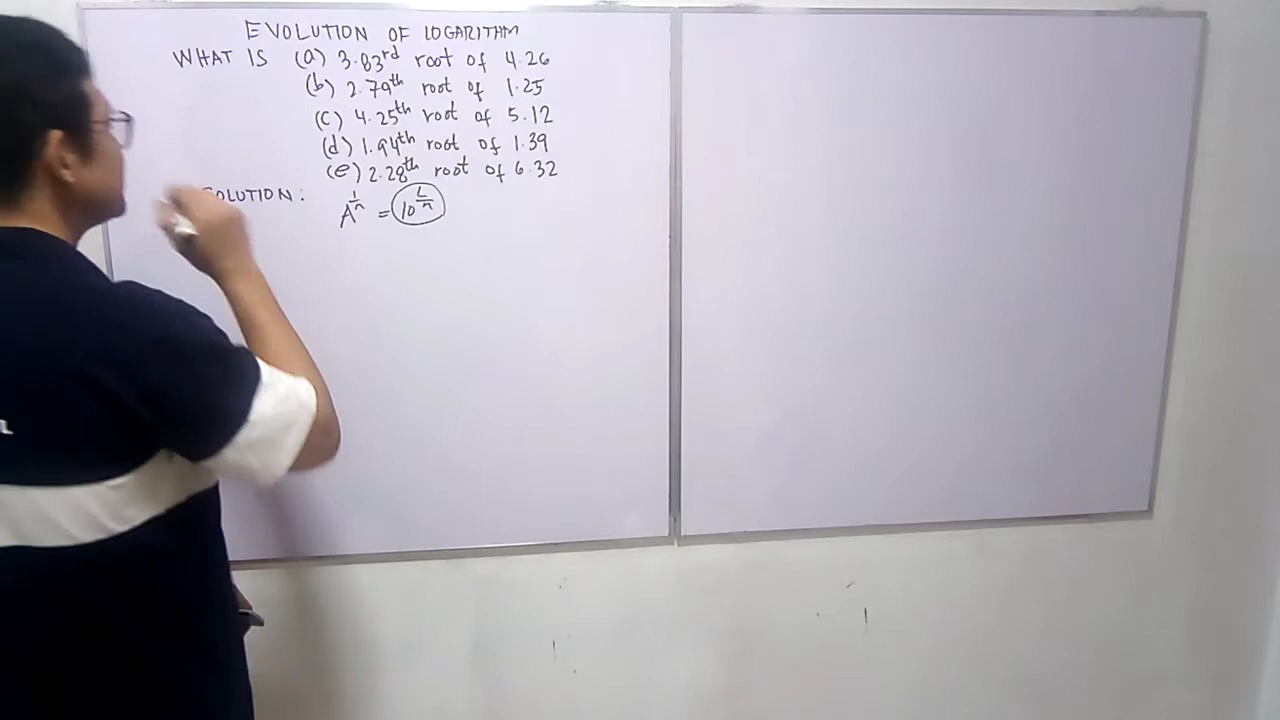 EVOLUTION OF LOGARITHM
WHAT IS (a) 3.83rd root of 4.26
(b) 2.79th root of 1.25
(c) 4.25th root of 5.12
(d) 1.94th root of 1.39
(e) 2.28th root of 6.32
SOLUTION: A^(1/n) = 10^(L/n)